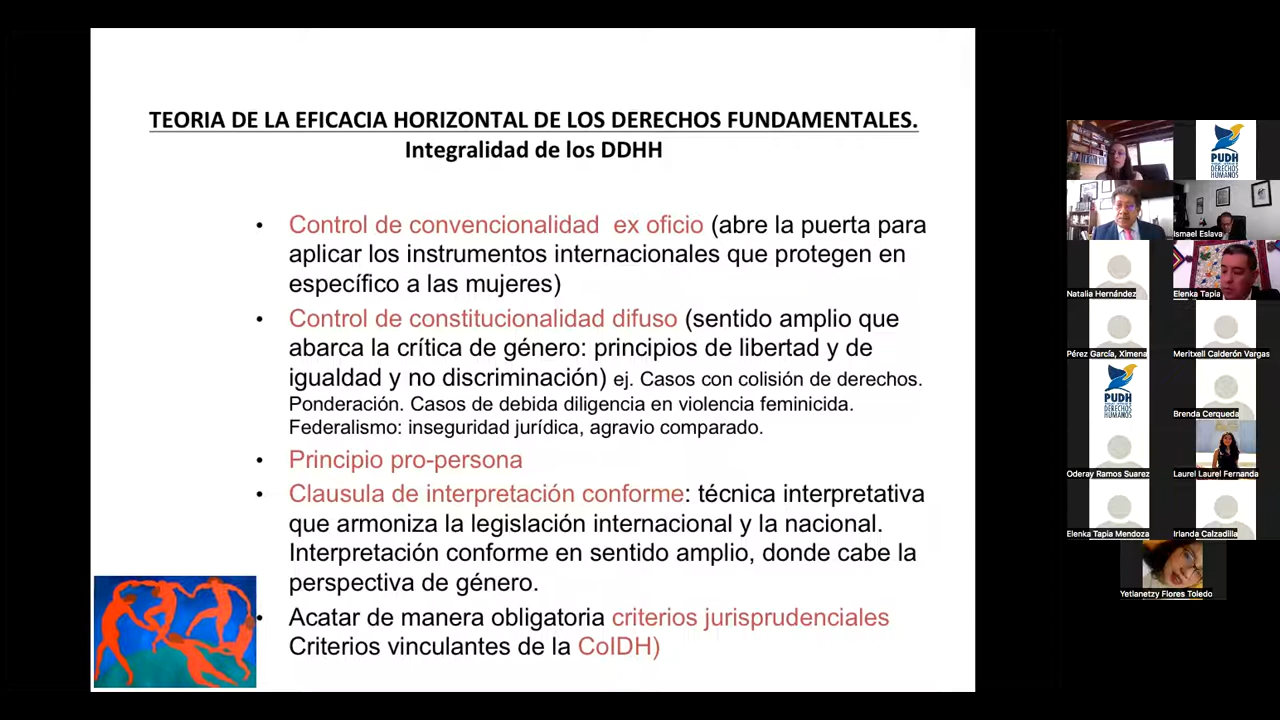 TEORIA DE LA EFICACIA HORIZONTAL DE LOS DERECHOS FUNDAMENTALES.
Integralidad de los DDHH
• Control de convencionalidad ex oficio (abre la puerta para
aplicar los instrumentos internacionales que protegen en
específico a las mujeres)
• Control de constitucionalidad difuso (sentido amplio que
abarca la crítica de género: principios de libertad y de
igualdad y no discriminación) ej. Casos con colisión de derechos.
Ponderación. Casos de debida diligencia en violencia feminicida.
Federalismo: inseguridad jurídica, agravio comparado.
• Principio pro-persona
• Clausula de interpretación conforme: técnica interpretativa
que armoniza la legislación internacional y la nacional.
Interpretación conforme en sentido amplio, donde cabe la
perspectiva de género.
• Acatar de manera obligatoria criterios jurisprudenciales
Criterios vinculantes de la CoIDH)
PUDH
DERECHOS
HUMANOS
Ismael Eslava
Natalia Hernández
Elenka Tapia
Pérez García, Ximena
Meritxell Calderón Vargas
PUDH
DERECHOS
HUMANOS
Brenda Cerqueda
Oderay Ramos Suarez
Laurel Laurel Fernanda
Elenka Tapia Mendoza
Irlanda Calzadilla
Yetlanetzy Flores Toledo